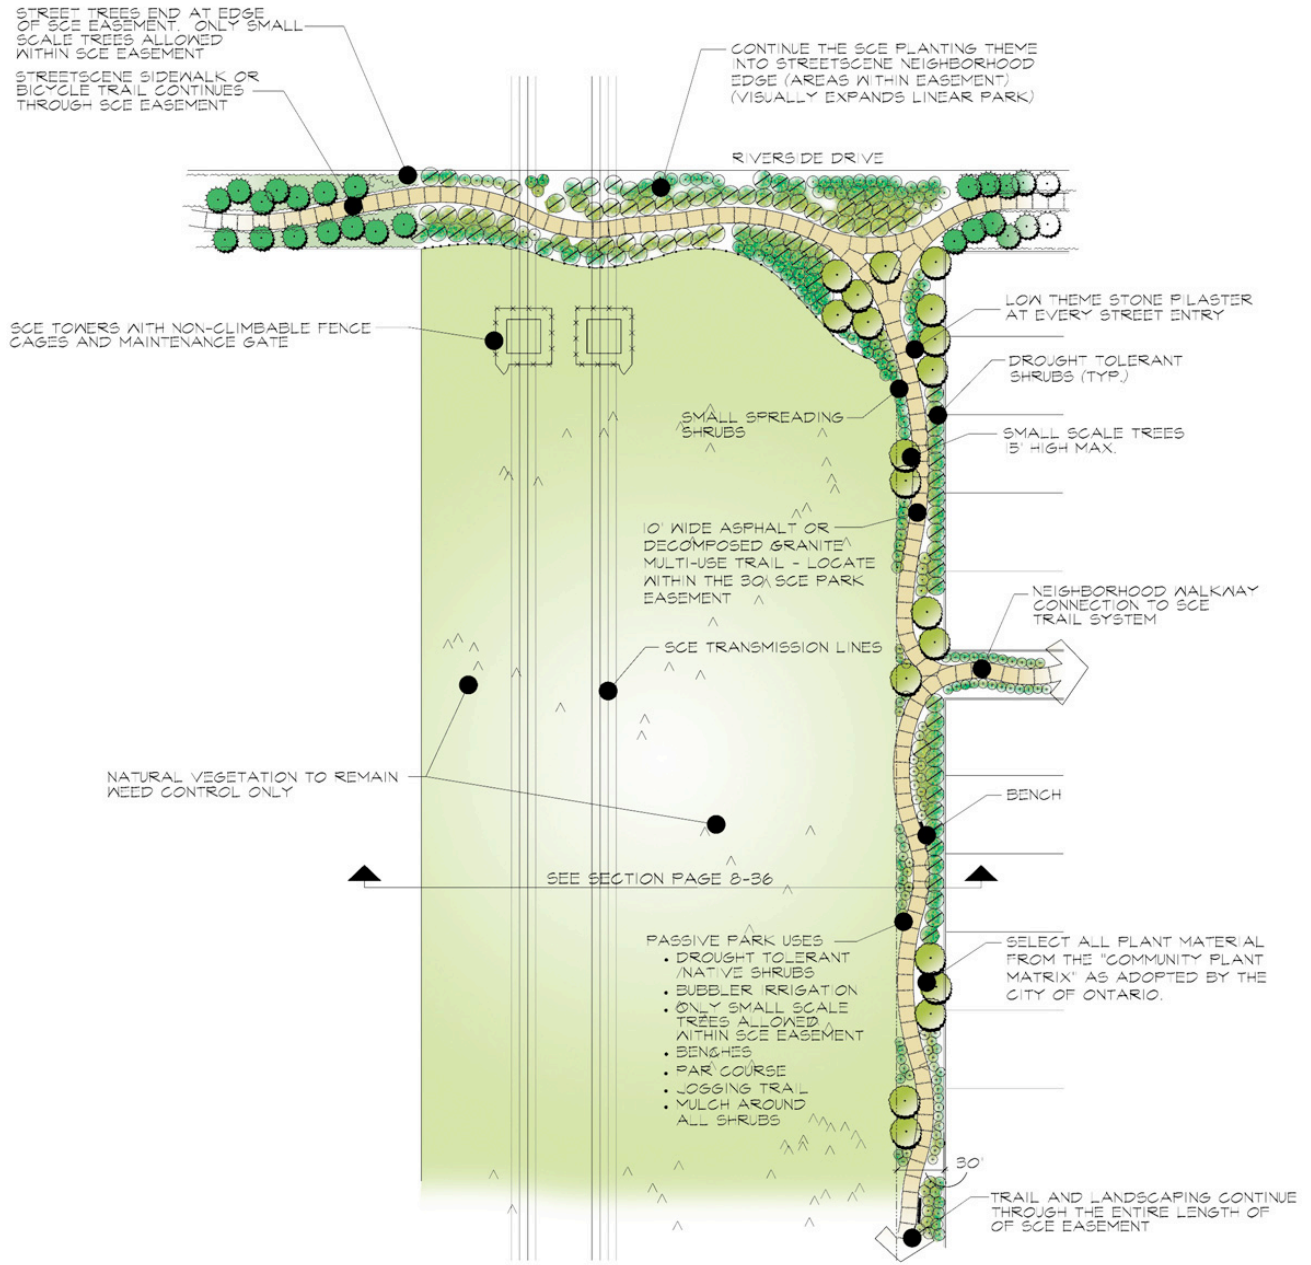 STREET TREES END AT EDGE
OF SCE EASEMENT. ONLY SMALL
SCALE TREES ALLOWED
WITHIN SCE EASEMENT
STREETSCENE SIDEWALK OR
BICYCLE TRAIL CONTINUES
THROUGH SCE EASEMENT
CONTINUE THE SCE PLANTING THEME
INTO STREETSCENE NEIGHBORHOOD
EDGE (AREAS WITHIN EASEMENT)
(VISUALLY EXPANDS LINEAR PARK)
RIVERSIDE DRIVE
LOW THEME STONE PILASTER
AT EVERY STREET ENTRY
SCE TOWERS WITH NON-CLIMBABLE FENCE
CAGES AND MAINTENANCE GATE
DROUGHT TOLERANT
SHRUBS (TYP.)
SMALL SPREADING
SHRUBS
SMALL SCALE TREES
15' HIGH MAX.
10' WIDE ASPHALT OR
DECOMPOSED GRANITE
MULTI-USE TRAIL - LOCATE
WITHIN THE 30' SCE PARK
EASEMENT
NEIGHBORHOOD WALKWAY
CONNECTION TO SCE
TRAIL SYSTEM
SCE TRANSMISSION LINES
NATURAL VEGETATION TO REMAIN
WEED CONTROL ONLY
BENCH
SEE SECTION PAGE 8-36
PASSIVE PARK USES
• DROUGHT TOLERANT
/NATIVE SHRUBS
• BUBBLER IRRIGATION
• ONLY SMALL SCALE
TREES ALLOWED
WITHIN SCE EASEMENT
• BENCHES
• PAR COURSE
• JOGGING TRAIL
• MULCH AROUND
ALL SHRUBS
SELECT ALL PLANT MATERIAL
FROM THE "COMMUNITY PLANT
MATRIX" AS ADOPTED BY THE
CITY OF ONTARIO.
30'
TRAIL AND LANDSCAPING CONTINUE
THROUGH THE ENTIRE LENGTH OF
OF SCE EASEMENT